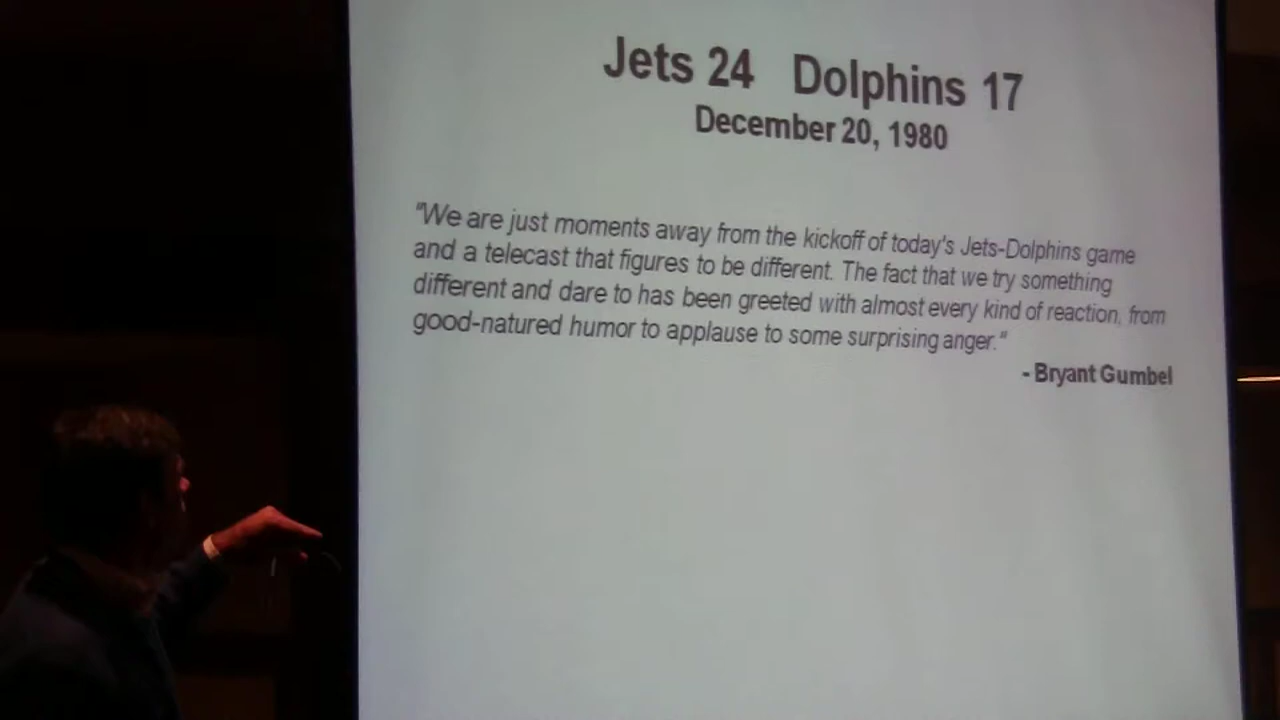 Jets 24 Dolphins 17
December 20, 1980
"We are just moments away from the kickoff of today's Jets-Dolphins game
and a telecast that figures to be different. The fact that we try something
different and dare to has been greeted with almost every kind of reaction, from
good-natured humor to applause to some surprising anger."
- Bryant Gumbel